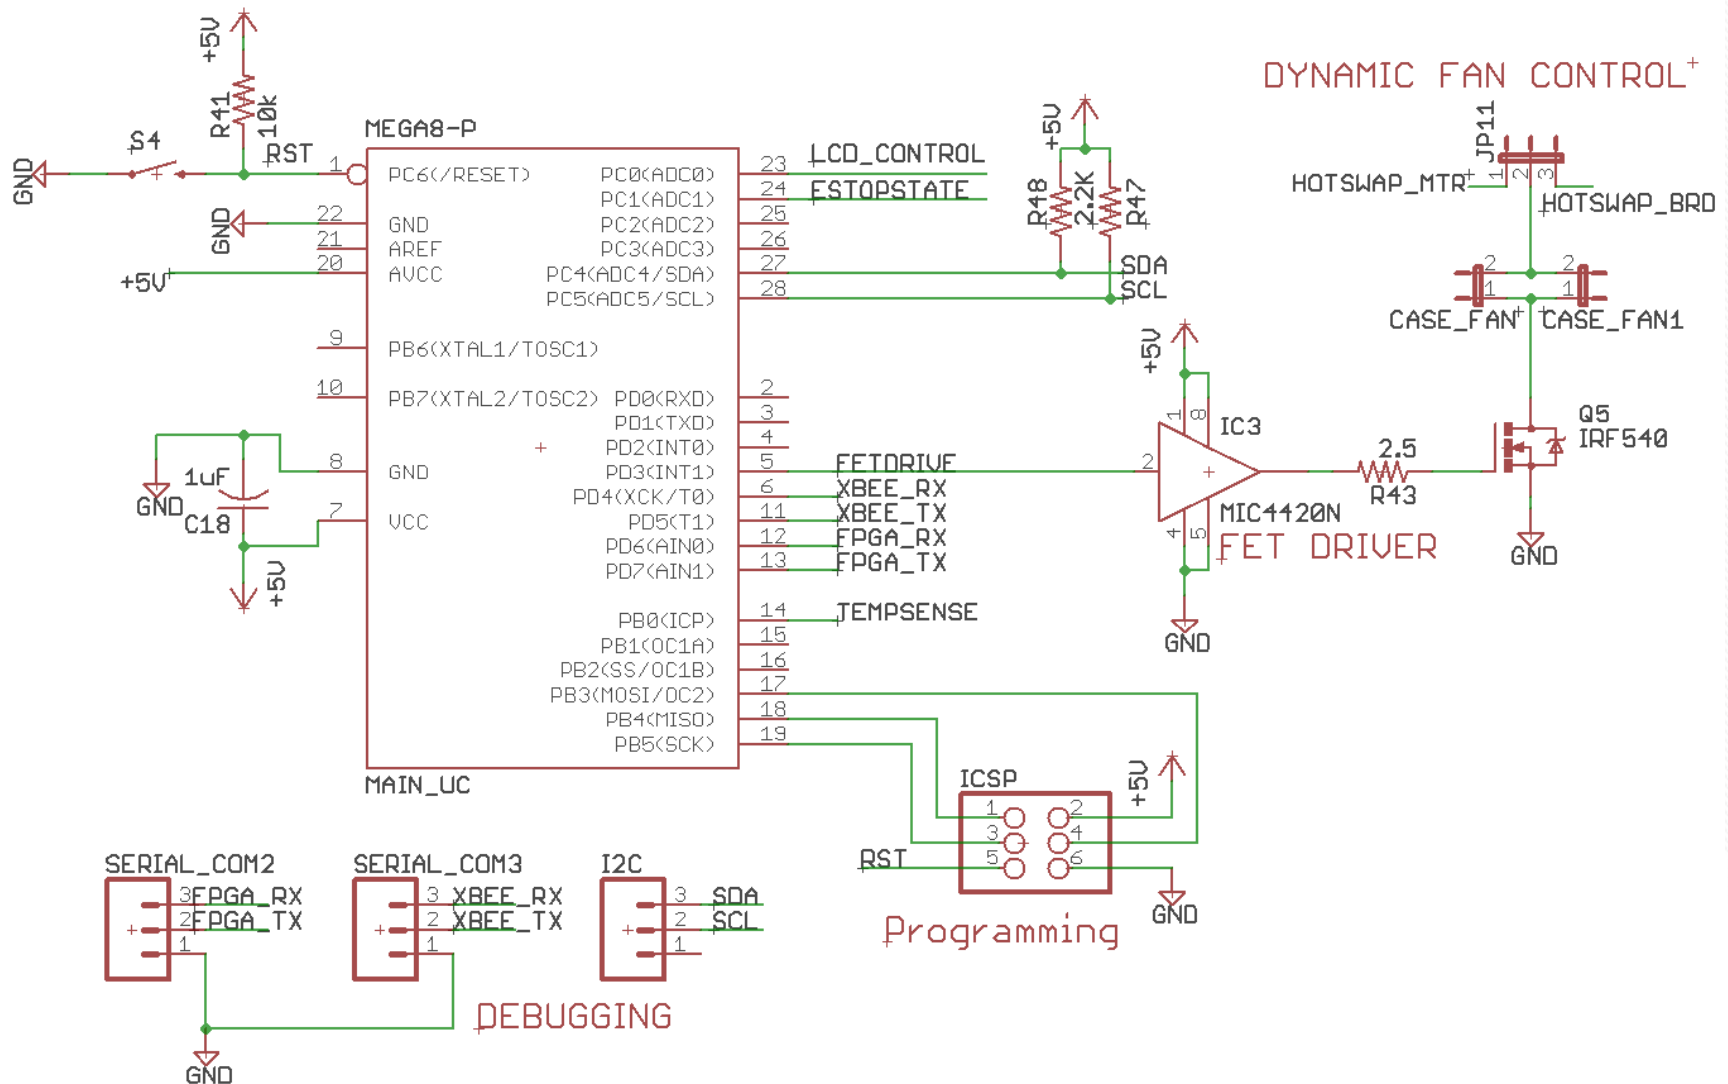 DYNAMIC FAN CONTROL
+5V
R41
10k
S4
RST
GND
MEGA8-P
1 PC6(/RESET)
22 GND
21 AREF
20 AVCC
9 PB6(XTAL1/TOSC1)
10 PB7(XTAL2/TOSC2)
8 GND
7 VCC
GND
+5V
1uF
C18
GND
+5V
PC0(ADC0) 23 LCD_CONTROL
PC1(ADC1) 24 ESTOPSTATE
PC2(ADC2) 25
PC3(ADC3) 26
PC4(ADC4/SDA) 27 SDA
PC5(ADC5/SCL) 28 SCL
PD0(RXD) 2
PD1(TXD) 3
PD2(INT0) 4
PD3(INT1) 5 FETDRIVE
PD4(XCK/T0) 6 XBEE_RX
PD5(T1) 11 XBEE_TX
PD6(AIN0) 12 FPGA_RX
PD7(AIN1) 13 FPGA_TX
PB0(ICP) 14 TEMPSENSE
PB1(OC1A) 15
PB2(SS/OC1B) 16
PB3(MOSI/OC2) 17
PB4(MISO) 18
PB5(SCK) 19
MAIN_UC
+5V
R48
2.2K
R47
JP11
1 2 3
HOTSWAP_MTR
HOTSWAP_BRD
2 2
1 1
CASE_FAN CASE_FAN1
+5V
1 8
IC3
2
4 5
MIC4420N
FET DRIVER
GND
2.5
R43
Q5
IRF540
GND
ICSP
+5V
1 2
3 4
RST 5 6
GND
Programming
SERIAL_COM2
3 FPGA_RX
2 FPGA_TX
1
SERIAL_COM3
3 XBEE_RX
2 XBEE_TX
1
I2C
3 SDA
2 SCL
1
DEBUGGING
GND